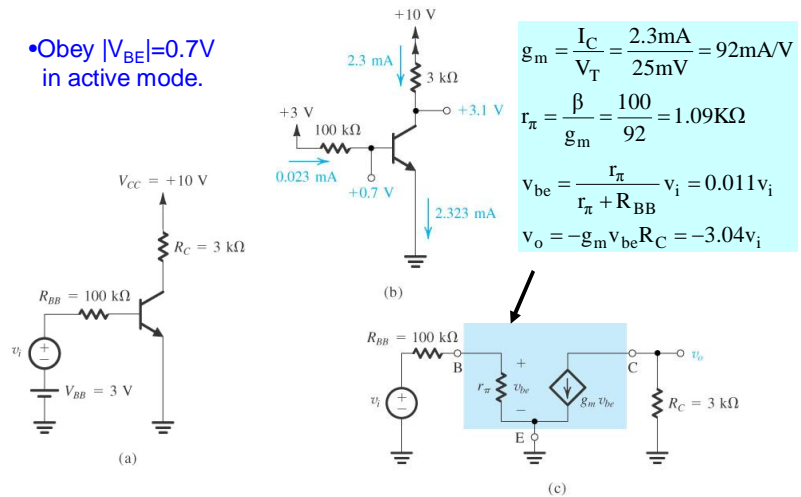 •Obey |V_BE|=0.7V
in active mode.
V_CC = +10 V
R_C = 3 kΩ
R_BB = 100 kΩ
v_i
+
−
V_BB = 3 V
(a)
+10 V
2.3 mA
3 kΩ
+3.1 V
+3 V
100 kΩ
0.023 mA
+0.7 V
2.323 mA
(b)
g_m = I_C / V_T = 2.3mA / 25mV = 92mA/V
r_π = β / g_m = 100 / 92 = 1.09KΩ
v_be = r_π / (r_π + R_BB) v_i = 0.011v_i
v_o = −g_m v_be R_C = −3.04v_i
R_BB = 100 kΩ
B
C
v_o
v_i
+
−
r_π
+
v_be
−
g_m v_be
R_C = 3 kΩ
E
(c)